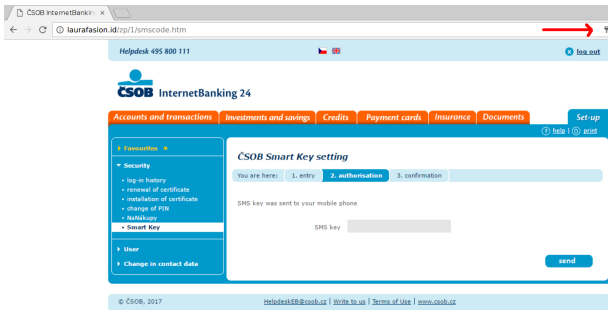 ČSOB InternetBankin
laurafasion.id/zp/1/smscode.htm
Helpdesk 495 800 111
log out
ČSOB InternetBanking 24
Accounts and transactions Investments and savings Credits Payment cards Insurance Documents Set-up
help | print
Favourites
Security
log-in history
renewal of certificate
installation of certificate
change of PIN
NaNákupy
Smart Key
User
Change in contact data
ČSOB Smart Key setting
You are here: 1. entry 2. authorisation 3. confirmation
SMS key was sent to your mobile phone
SMS key
send
© ČSOB, 2017 HelpdeskEB@csob.cz | Write to us | Terms of Use | www.csob.cz